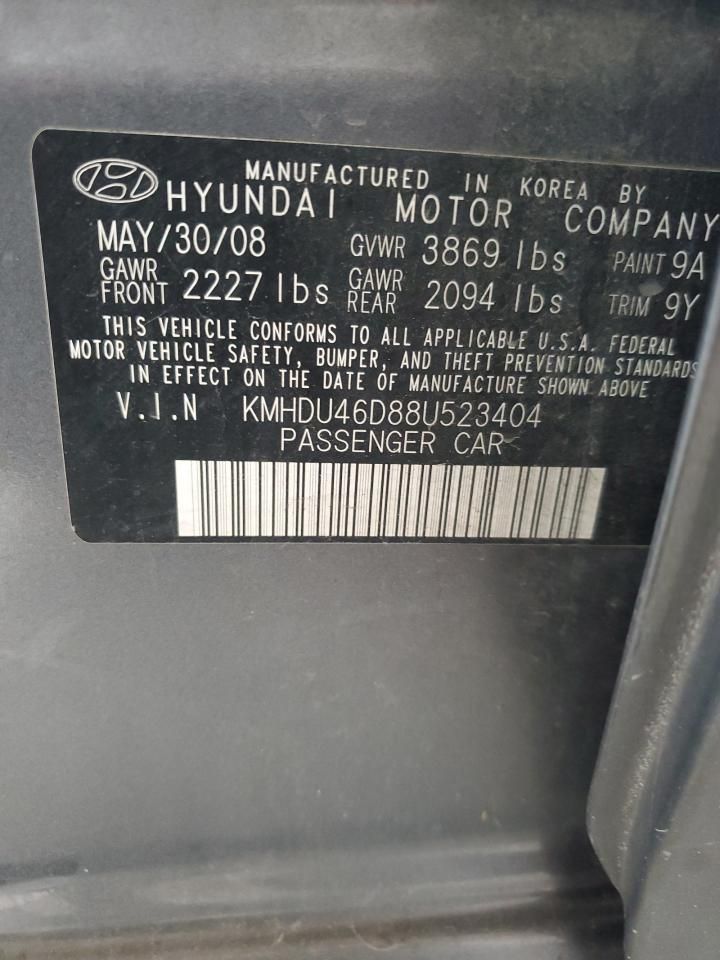 MANUFACTURED IN KOREA BY
HYUNDAI MOTOR COMPANY
MAY/30/08 GVWR 3869 lbs PAINT 9A
GAWR FRONT 2227 lbs GAWR REAR 2094 lbs TRIM 9Y
THIS VEHICLE CONFORMS TO ALL APPLICABLE U.S.A. FEDERAL
MOTOR VEHICLE SAFETY, BUMPER, AND THEFT PREVENTION STANDARDS
IN EFFECT ON THE DATE OF MANUFACTURE SHOWN ABOVE
V.I.N KMHDU46D88U523404
PASSENGER CAR